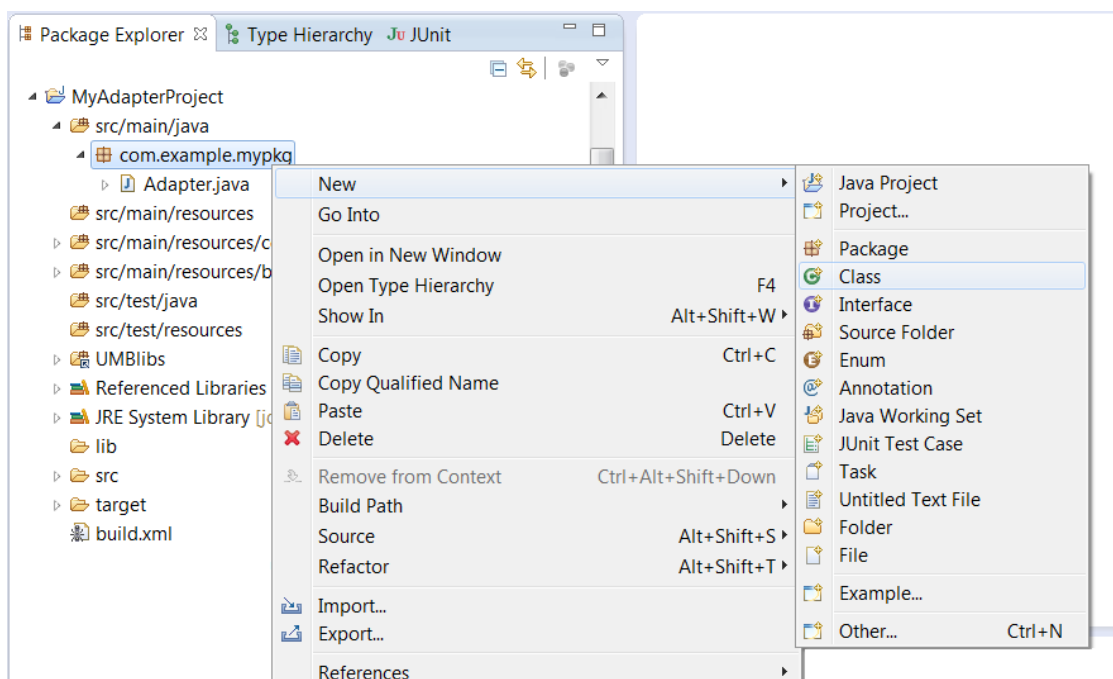 Package Explorer Type Hierarchy JUnit
MyAdapterProject
src/main/java
com.example.mypkg
Adapter.java
src/main/resources
src/main/resources/c
src/main/resources/b
src/test/java
src/test/resources
UMBlibs
Referenced Libraries
JRE System Library
lib
src
target
build.xml
New
Go Into
Open in New Window
Open Type Hierarchy F4
Show In Alt+Shift+W
Copy Ctrl+C
Copy Qualified Name
Paste Ctrl+V
Delete Delete
Remove from Context Ctrl+Alt+Shift+Down
Build Path
Source Alt+Shift+S
Refactor Alt+Shift+T
Import...
Export...
References
Java Project
Project...
Package
Class
Interface
Source Folder
Enum
Annotation
Java Working Set
JUnit Test Case
Task
Untitled Text File
Folder
File
Example...
Other... Ctrl+N